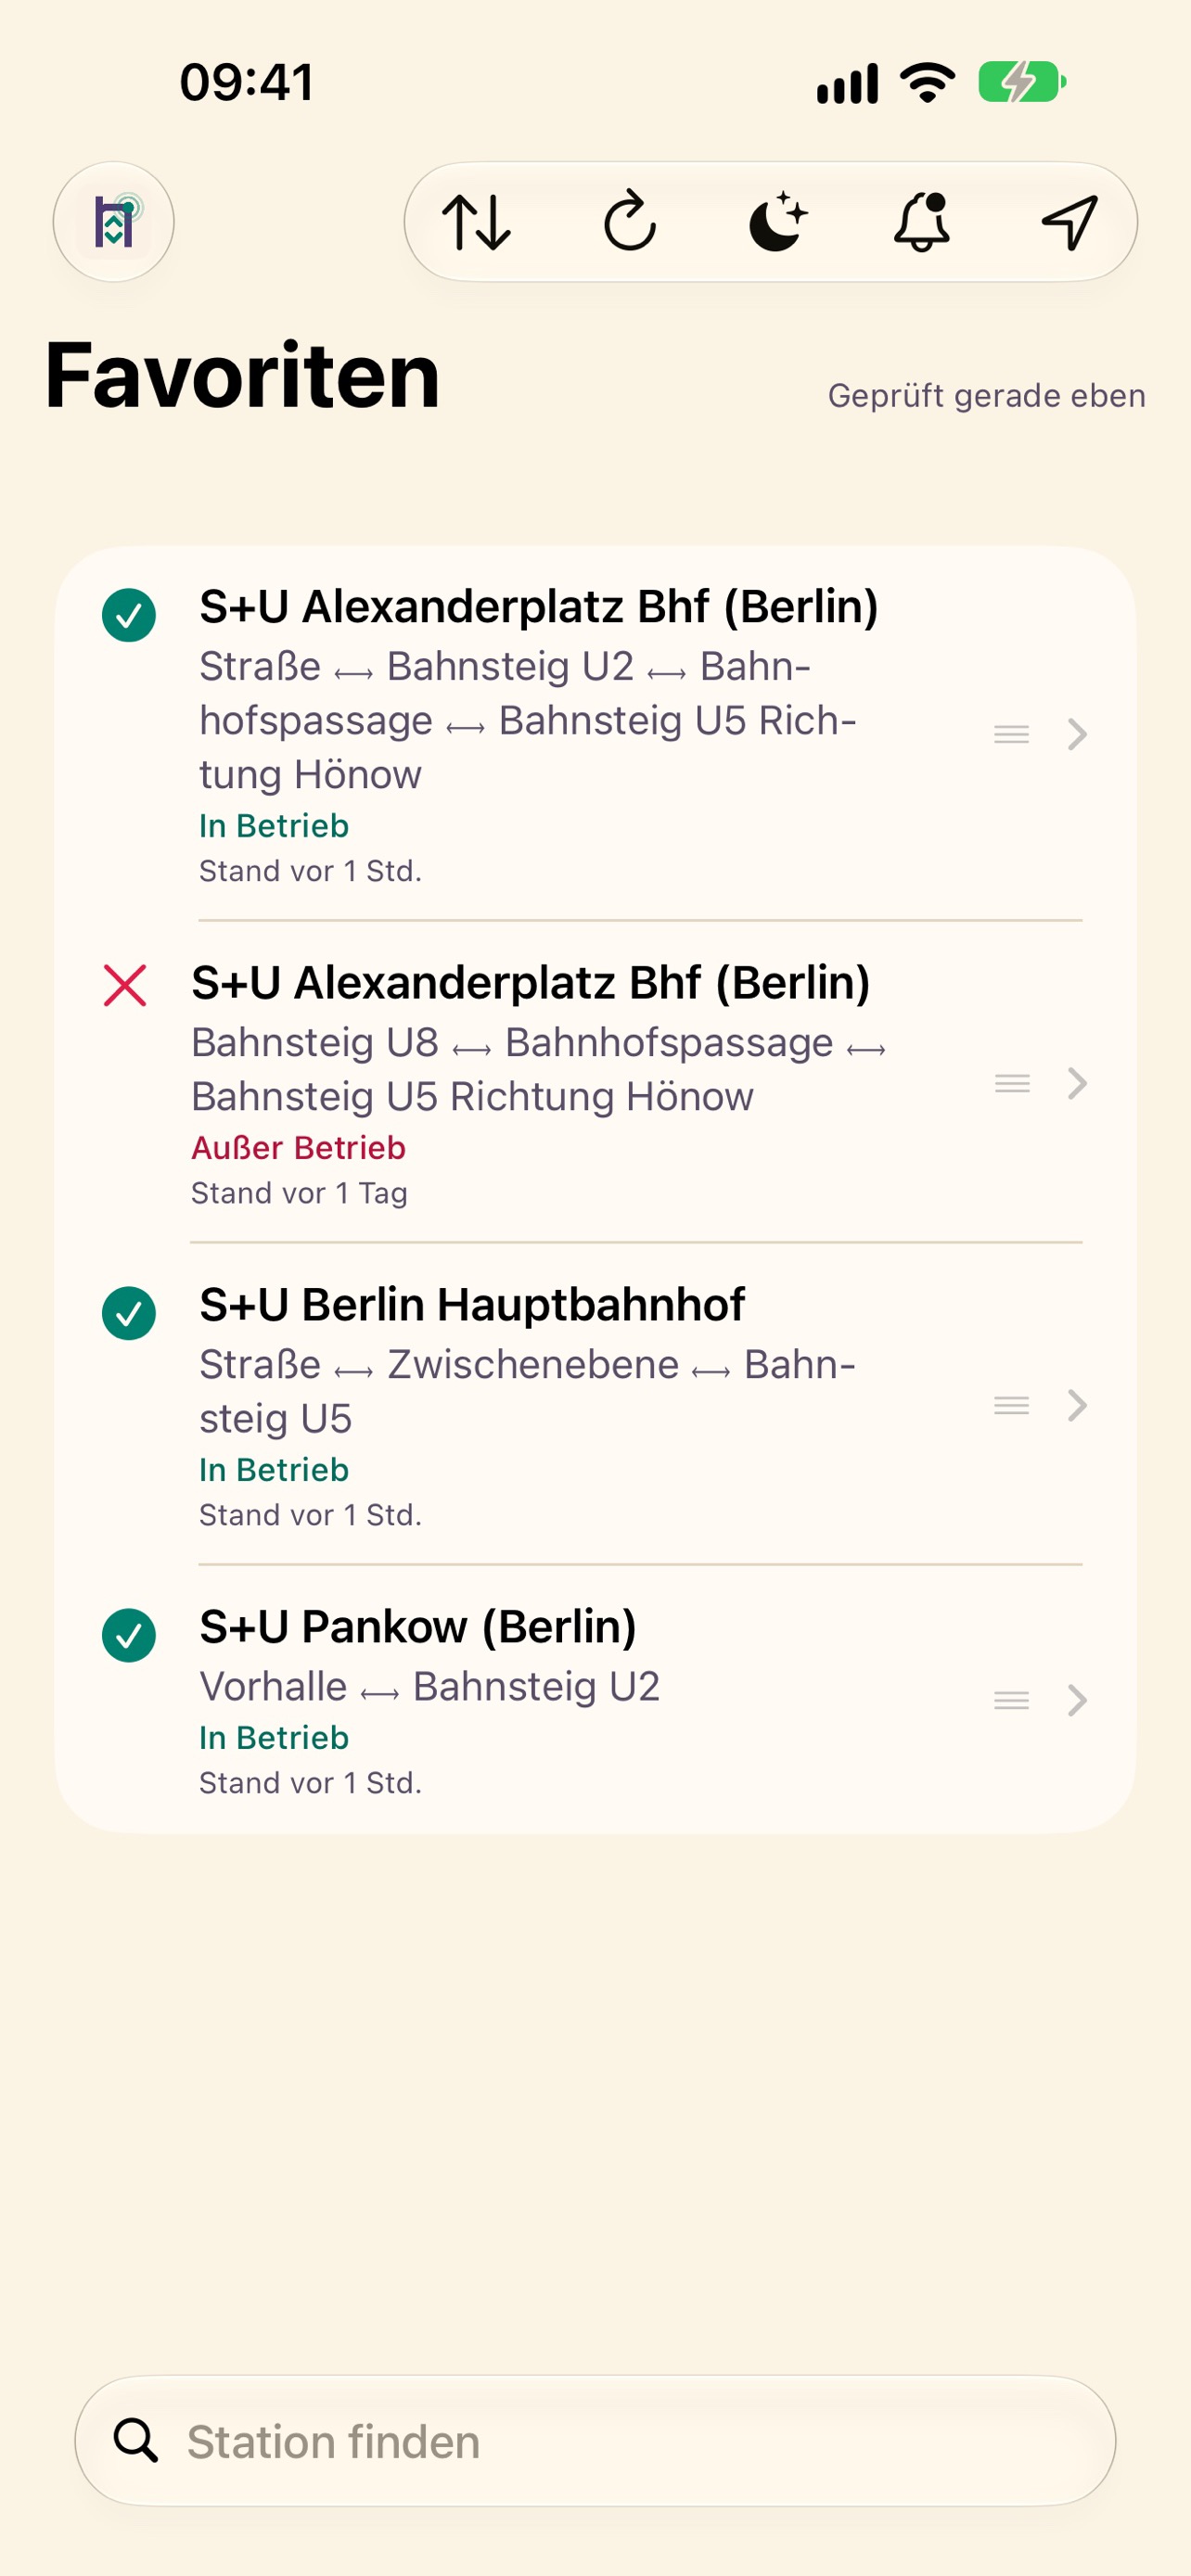 09:41
Favoriten
Geprüft gerade eben
S+U Alexanderplatz Bhf (Berlin)
Straße ⟷ Bahnsteig U2 ⟷ Bahn-
hofspassage ⟷ Bahnsteig U5 Rich-
tung Hönow
In Betrieb
Stand vor 1 Std.
S+U Alexanderplatz Bhf (Berlin)
Bahnsteig U8 ⟷ Bahnhofspassage ⟷
Bahnsteig U5 Richtung Hönow
Außer Betrieb
Stand vor 1 Tag
S+U Berlin Hauptbahnhof
Straße ⟷ Zwischenebene ⟷ Bahn-
steig U5
In Betrieb
Stand vor 1 Std.
S+U Pankow (Berlin)
Vorhalle ⟷ Bahnsteig U2
In Betrieb
Stand vor 1 Std.
Station finden